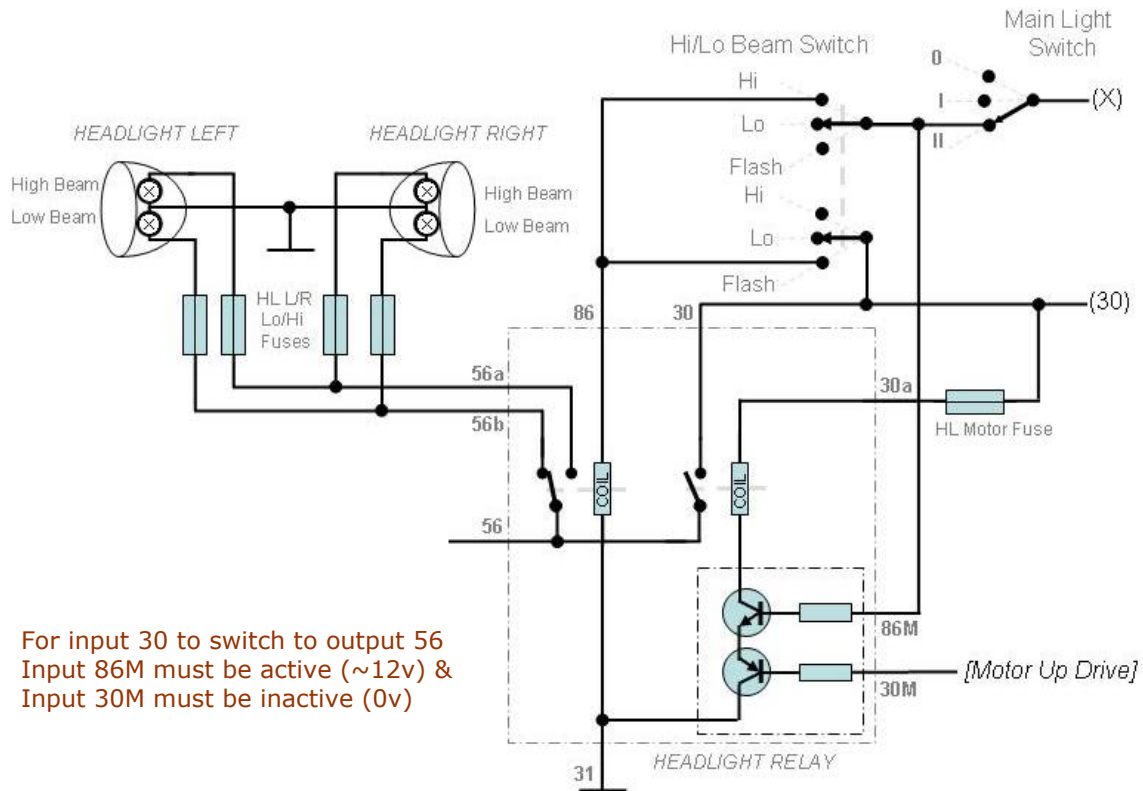 Main Light
Switch
Hi/Lo Beam Switch
0
I
II
(X)
Hi
Lo
Flash
Hi
Lo
Flash
HEADLIGHT LEFT
HEADLIGHT RIGHT
High Beam
Low Beam
High Beam
Low Beam
HL L/R
Lo/Hi
Fuses
86
30
(30)
56a
56b
30a
HL Motor Fuse
COIL
COIL
56
86M
30M
[Motor Up Drive]
For input 30 to switch to output 56
Input 86M must be active (~12v) &
Input 30M must be inactive (0v)
HEADLIGHT RELAY
31